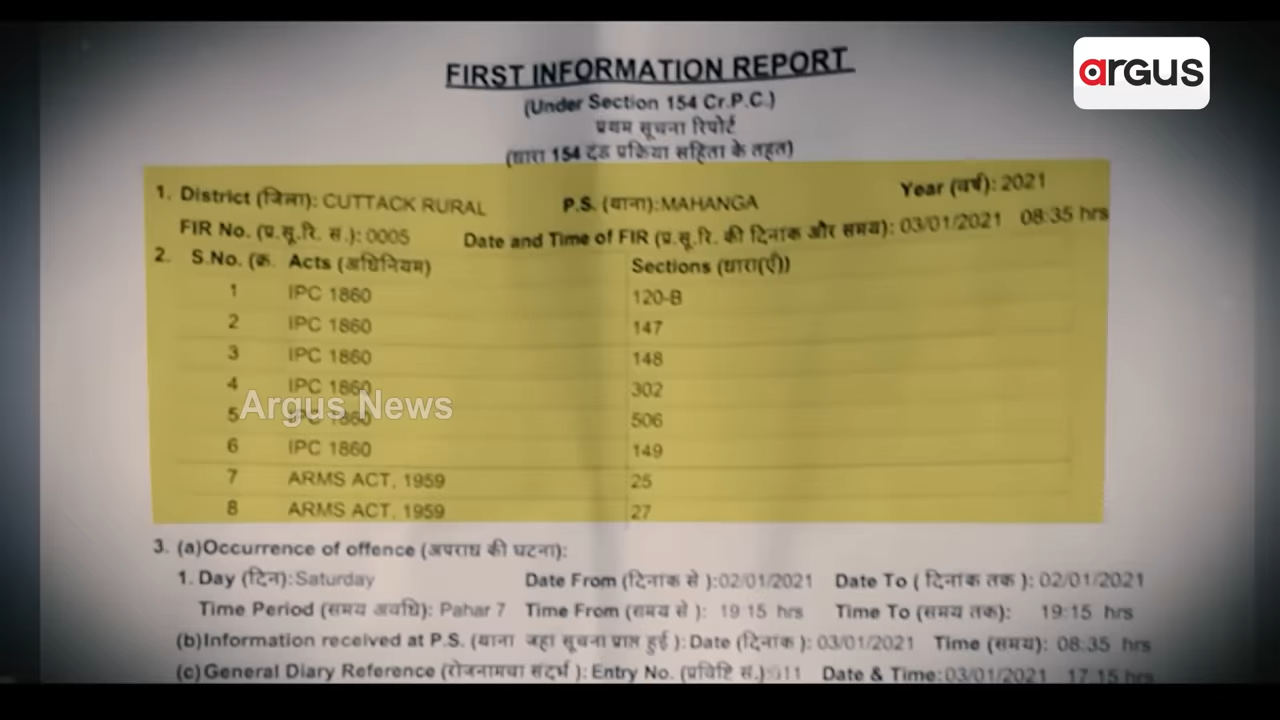 argus
FIRST INFORMATION REPORT
(Under Section 154 Cr.P.C.)
प्रथम सूचना रिपोर्ट
(धारा 154 दंड प्रक्रिया सहिता के तहत)
1. District (जिला): CUTTACK RURAL P.S. (थाना): MAHANGA Year (वर्ष): 2021
FIR No. (प्र.सू.रि. स.): 0005 Date and Time of FIR (प्र.सू.रि. की दिनांक और समय): 03/01/2021 08:35 hrs
2. S.No. (क्र. Acts (अधिनियम) Sections (धारा(एँ))
1 IPC 1860 120-B
2 IPC 1860 147
3 IPC 1860 148
4 IPC 1860 302
Argus News
5 IPC 1860 506
6 IPC 1860 149
7 ARMS ACT, 1959 25
8 ARMS ACT, 1959 27
3. (a)Occurrence of offence (अपराध की घटना):
1. Day (दिन): Saturday Date From (दिनांक से ): 02/01/2021 Date To ( दिनांक तक ): 02/01/2021
Time Period (समय अवधि): Pahar 7 Time From (समय से ): 19:15 hrs Time To (समय तक): 19:15 hrs
(b)Information received at P.S. (थाना जहा सूचना प्राप्त हुई ): Date (दिनांक ): 03/01/2021 Time (समय): 08:35 hrs
(c)General Diary Reference (रोजनामचा संदर्भ ): Entry No. (प्रविष्टि सं.): Date & Time: 03/01/2021 17:15 hrs